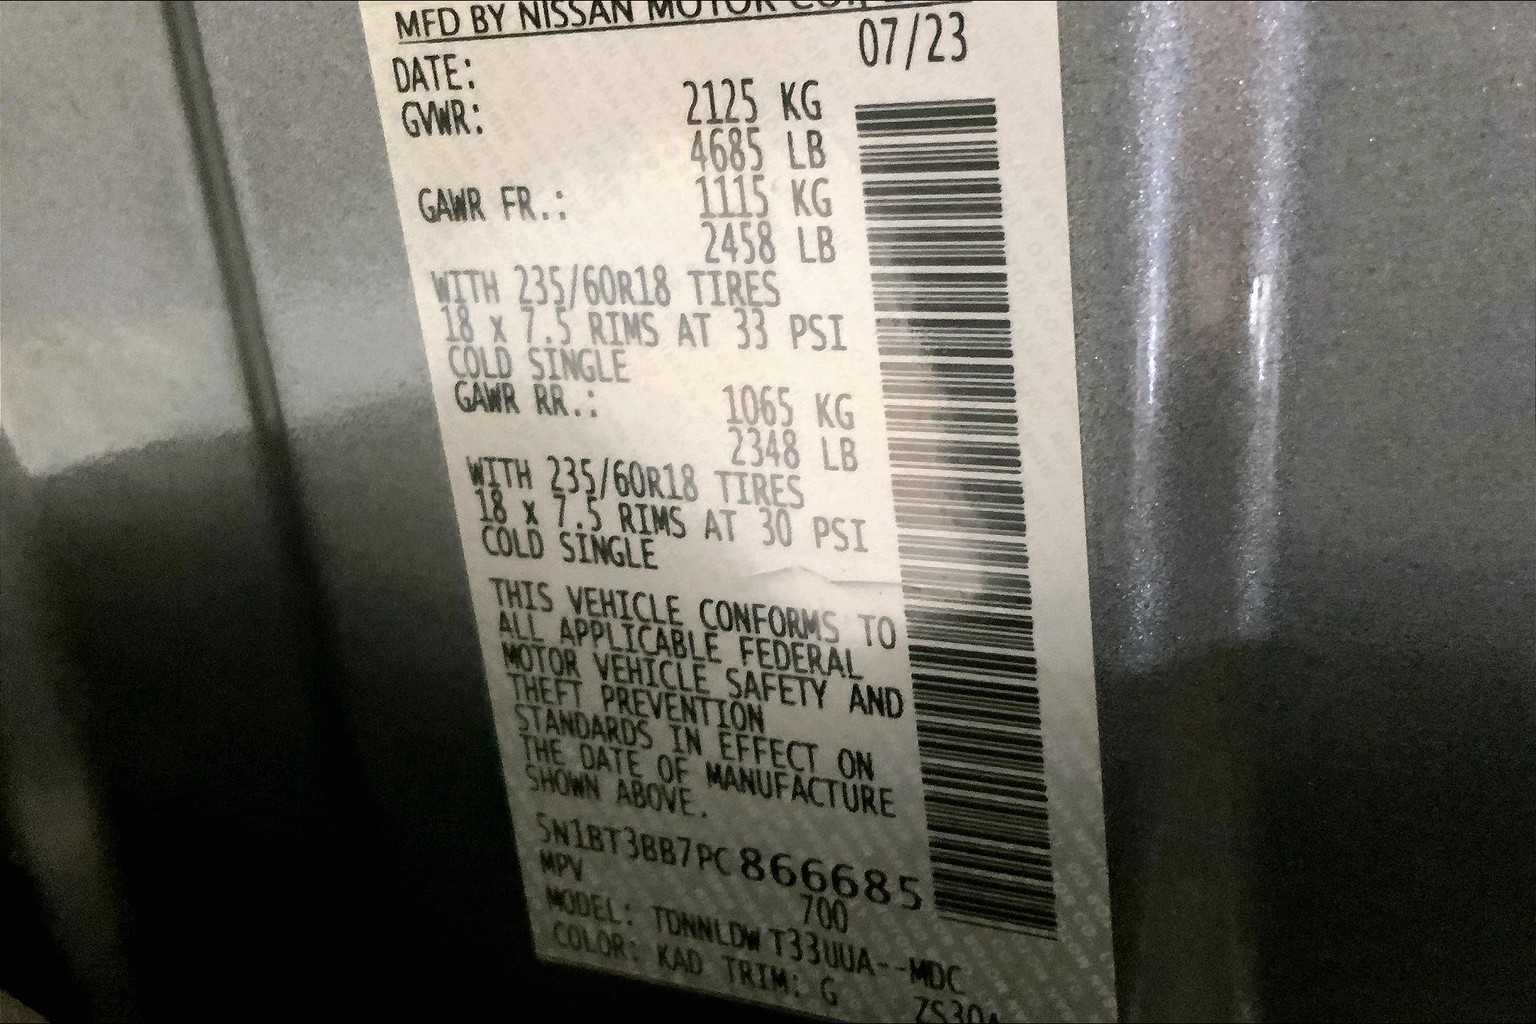 MFD BY NISSAN MOTOR CO.,
DATE: 07/23
GVWR: 2125 KG
4685 LB
GAWR FR.: 1115 KG
2458 LB
WITH 235/60R18 TIRES
18 x 7.5 RIMS AT 33 PSI
COLD SINGLE
GAWR RR.: 1065 KG
2348 LB
WITH 235/60R18 TIRES
18 x 7.5 RIMS AT 30 PSI
COLD SINGLE
THIS VEHICLE CONFORMS TO
ALL APPLICABLE FEDERAL
MOTOR VEHICLE SAFETY AND
THEFT PREVENTION
STANDARDS IN EFFECT ON
THE DATE OF MANUFACTURE
SHOWN ABOVE.
5N1BT3BB7PC866685
MPV 700
MODEL: TDNNLDWT33UUA--MDC
COLOR: KAD TRIM: G